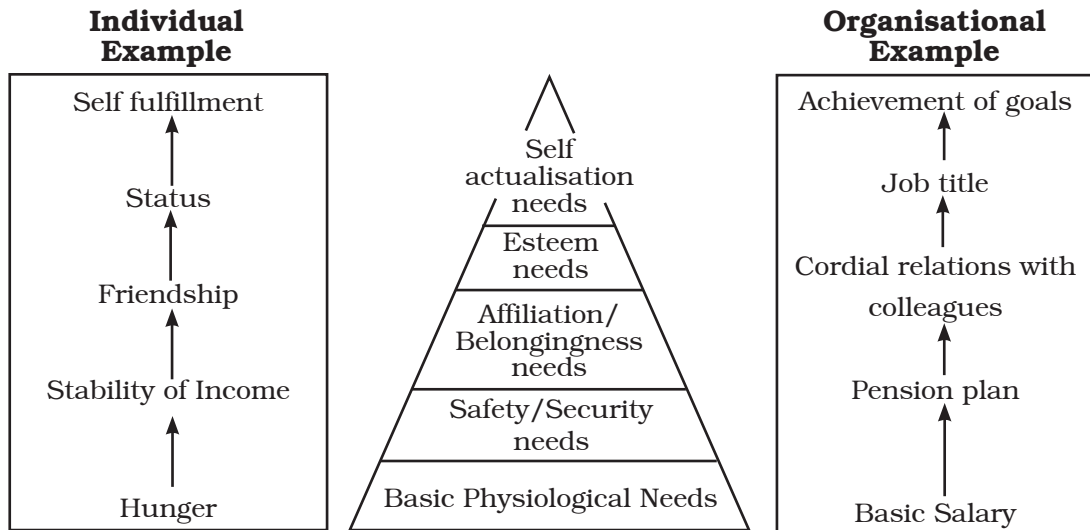 Individual
Example
Self fulfillment
Status
Friendship
Stability of Income
Hunger
Self
actualisation
needs
Esteem
needs
Affiliation/
Belongingness
needs
Safety/Security
needs
Basic Physiological Needs
Organisational
Example
Achievement of goals
Job title
Cordial relations with
colleagues
Pension plan
Basic Salary